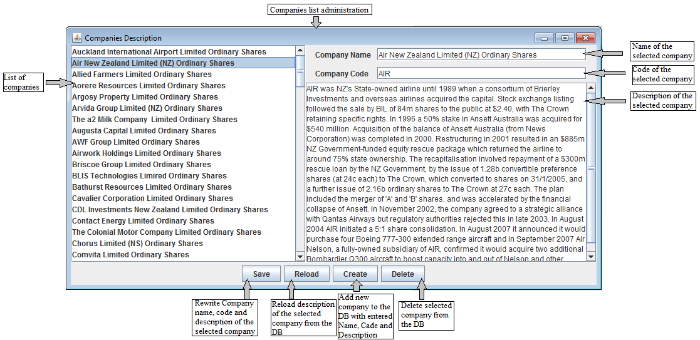 Companies list administration
Companies Description
Auckland International Airport Limited Ordinary Shares
Air New Zealand Limited (NZ) Ordinary Shares
Allied Farmers Limited Ordinary Shares
Aorere Resources Limited Ordinary Shares
Argosy Property Limited Ordinary Shares
Arvida Group Limited (NZ) Ordinary Shares
The a2 Milk Company Limited Ordinary Shares
Augusta Capital Limited Ordinary Shares
AWF Group Limited Ordinary Shares
Airwork Holdings Limited Ordinary Shares
Briscoe Group Limited Ordinary Shares
BLIS Technologies Limired Ordinary Shares
Bathurst Resources Limited Ordinary Shares
Cavalier Corporation Limited Ordinary Shares
CDL Investments New Zealand Limited Ordinary Shares
Contact Energy Limited Ordinary Shares
The Colonial Motor Company Limited Ordinary Shares
Chorus Limited (NS) Ordinary Shares
Comvita Limited Ordinary Shares
Company Name Air New Zealand Limited (NZ) Ordinary Shares
Company Code AIR
AIR was NZ's State-owned airline until 1989 when a consortium of Brierley
Investments and overseas airlines acquired the capital. Stock exchange listing
followed the sale by BIL of 84m shares to the public at $2.40, with The Crown
retaining specific rights. In 1996 a 50% stake in Ansett Australia was acquired for
$540 million. Acquisition of the balance of Ansett Australia (from News
Corporation) was completed in 2000. Restructuring in 2001 resulted in an $885m
NZ Government-funded equity rescue package which returned the airline to
around 75% state ownership. The recapitalisation involved repayment of a $300m
rescue loan by the NZ Government, by the issue of 1.28b convertible preference
shares (at 24c each) to The Crown, which converted to shares on 31/1/2005, and
a further issue of 2.16b ordinary shares to The Crown at 27c each. The plan
included the merger of 'A' and 'B' shares, and was accelerated by the financial
collapse of Ansett. In November 2002, the company agreed to a strategic alliance
with Qantas Airways but regulatory authorities rejected this in late 2003. In August
2004 AIR initiated a 5:1 share consolidation. In August 2007 it announced it would
purchase four Boeing 777-300 extended range aircraft and in September 2007 Air
Nelson, a fully-owned subsidiary of AIR, confirmed it would acquire two additional
Bombardier Q300 aircraft to boost capacity into and out of Nelson and other
Save
Reload
Create
Delete
List of
companies
Name of the
selected company
Code of the
selected company
Description of the
selected company
Rewrite Company
name, code and
description of the
selected company
Reload description
of the selected
company from the
DB
Add new
company to the
DB with entered
Name, Cade and
Description
Delete selected
company from
the DB